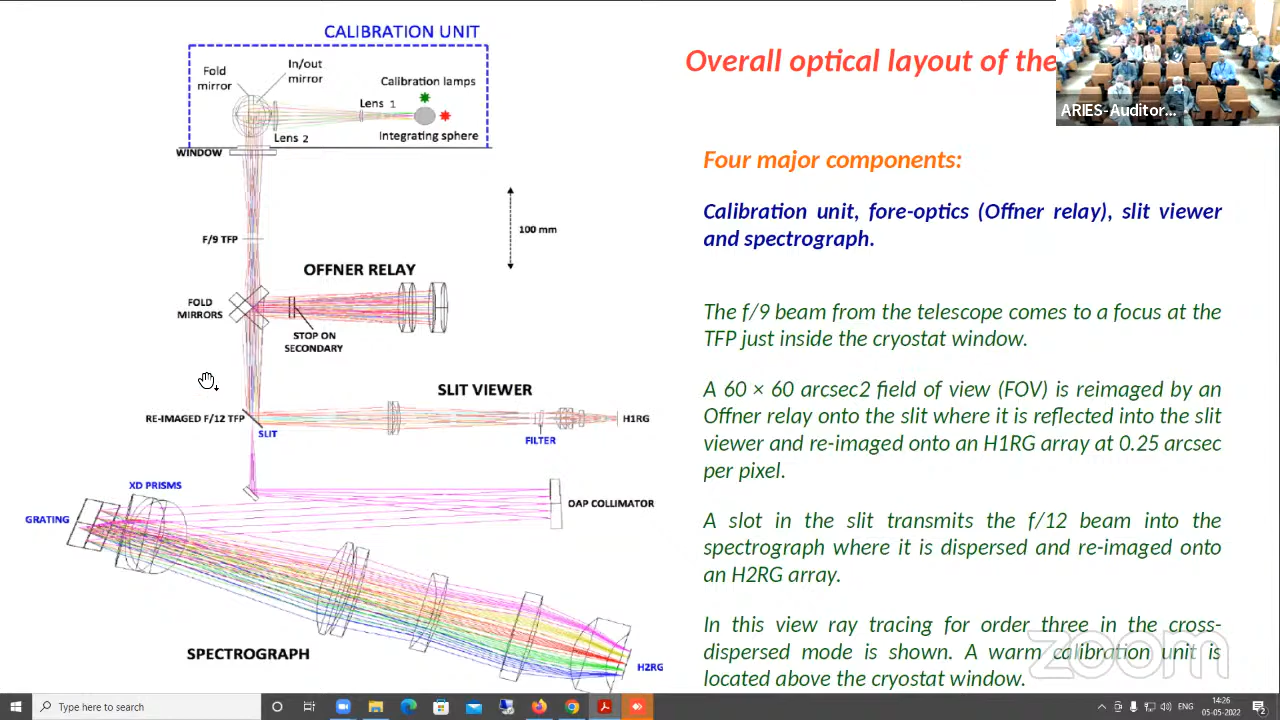 CALIBRATION UNIT
Fold
mirror
In/out
mirror
Calibration lamps
Lens 1
Integrating sphere
Lens 2
WINDOW
100 mm
F/9 TFP
OFFNER RELAY
FOLD
MIRRORS
STOP ON
SECONDARY
SLIT VIEWER
RE-IMAGED F/12 TFP
SLIT
FILTER
H1RG
XD PRISMS
GRATING
OAP COLLIMATOR
SPECTROGRAPH
H2RG
Overall optical layout of the
ARIES-Auditor...
Four major components:
Calibration unit, fore-optics (Offner relay), slit viewer
and spectrograph.
The f/9 beam from the telescope comes to a focus at the
TFP just inside the cryostat window.
A 60 × 60 arcsec2 field of view (FOV) is reimaged by an
Offner relay onto the slit where it is reflected into the slit
viewer and re-imaged onto an H1RG array at 0.25 arcsec
per pixel.
A slot in the slit transmits the f/12 beam into the
spectrograph where it is dispersed and re-imaged onto
an H2RG array.
In this view ray tracing for order three in the cross-
dispersed mode is shown. A warm calibration unit is
located above the cryostat window.
zoom
Type here to search
ENG
14:26
05-05-2022
2